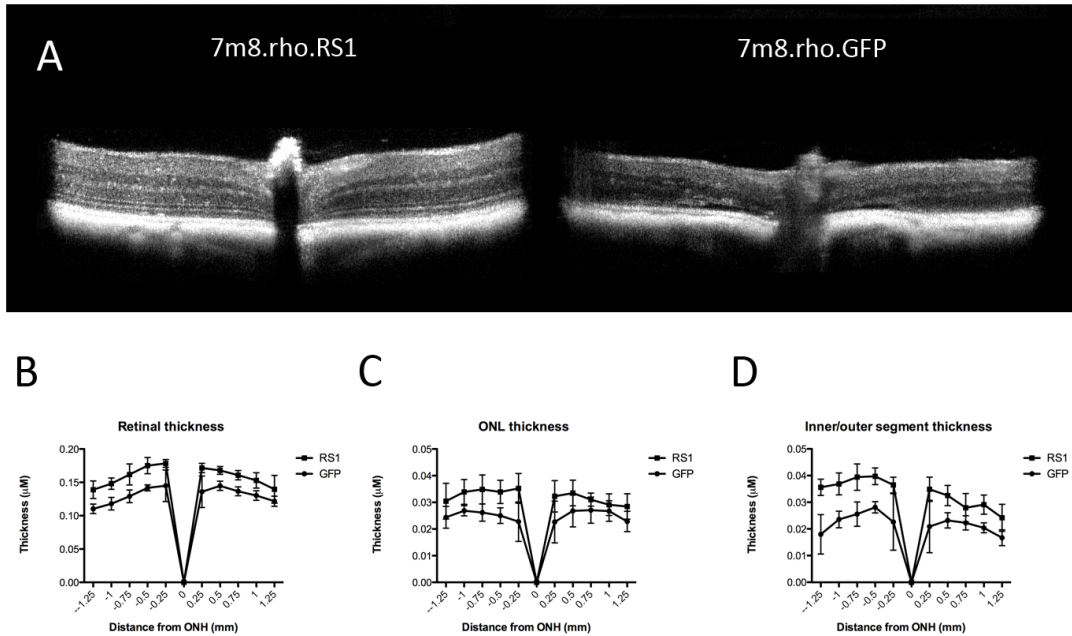 A
7m8.rho.RS1
7m8.rho.GFP
B
C
D
Retinal thickness
0.20
0.15
0.10
0.05
0.00
Thickness (µM)
--1.25 -1 -0.75 -0.5 -0.25 0 0.25 0.5 0.75 1 1.25
Distance from ONH (mm)
RS1
GFP
ONL thickness
0.05
0.04
0.03
0.02
0.01
0.00
Thickness (µM)
--1.25 -1 -0.75 -0.5 -0.25 0 0.25 0.5 0.75 1 1.25
Distance from ONH (mm)
RS1
GFP
Inner/outer segment thickness
0.05
0.04
0.03
0.02
0.01
0.00
Thickness (µM)
--1.25 -1 -0.75 -0.5 -0.25 0 0.25 0.5 0.75 1 1.25
Distance from ONH (mm)
RS1
GFP